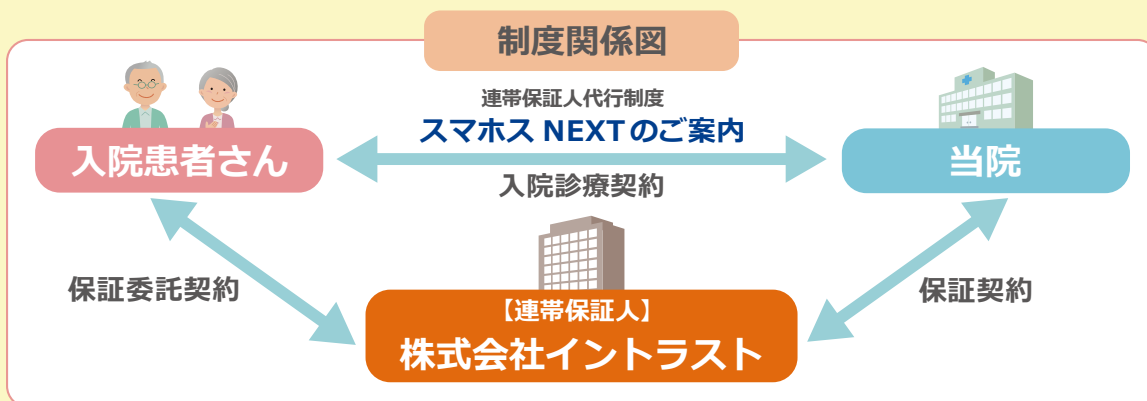 制度関係図
連帯保証人代行制度
スマホス NEXTのご案内
入院患者さん
当院
入院診療契約
保証委託契約
保証契約
【連帯保証人】
株式会社イントラスト